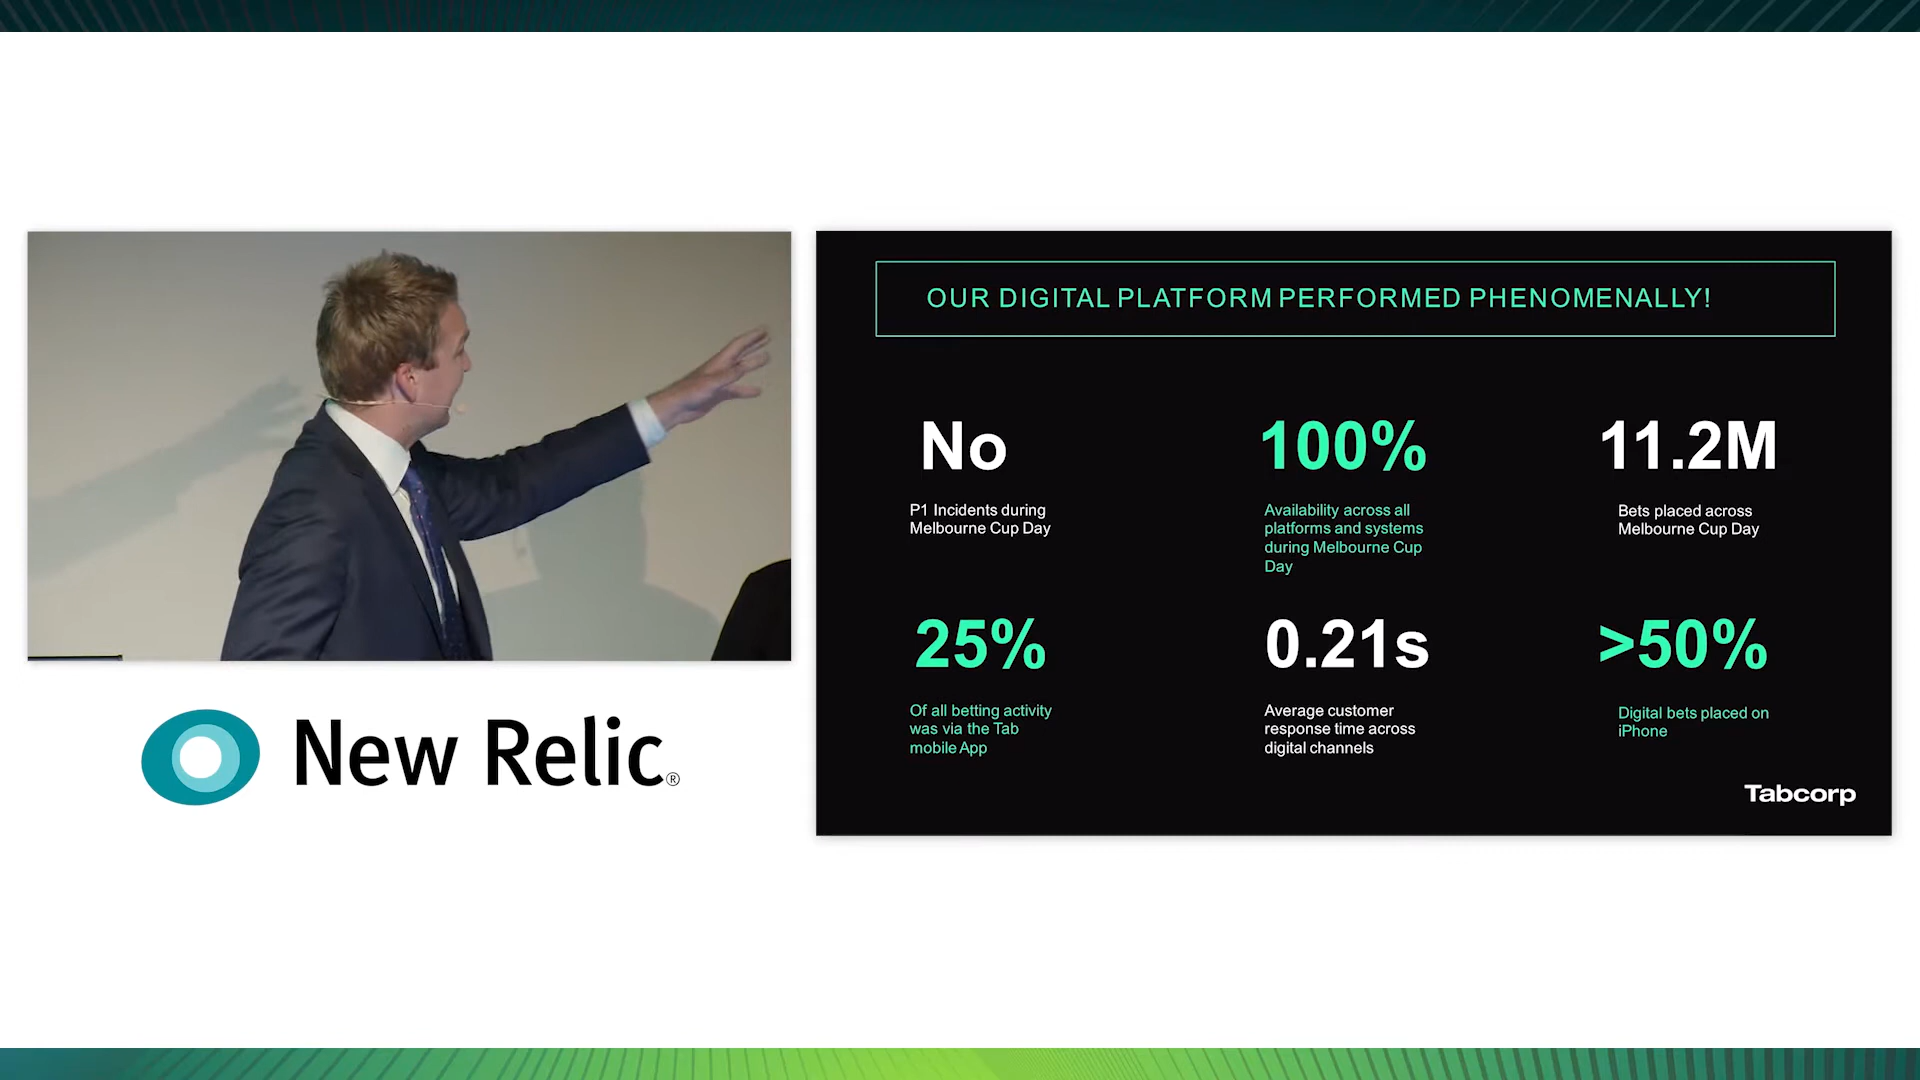 OUR DIGITAL PLATFORM PERFORMED PHENOMENALLY!
No
P1 Incidents during
Melbourne Cup Day
100%
Availability across all
platforms and systems
during Melbourne Cup
Day
11.2M
Bets placed across
Melbourne Cup Day
25%
Of all betting activity
was via the Tab
mobile App
0.21s
Average customer
response time across
digital channels
>50%
Digital bets placed on
iPhone
Tabcorp
New Relic®